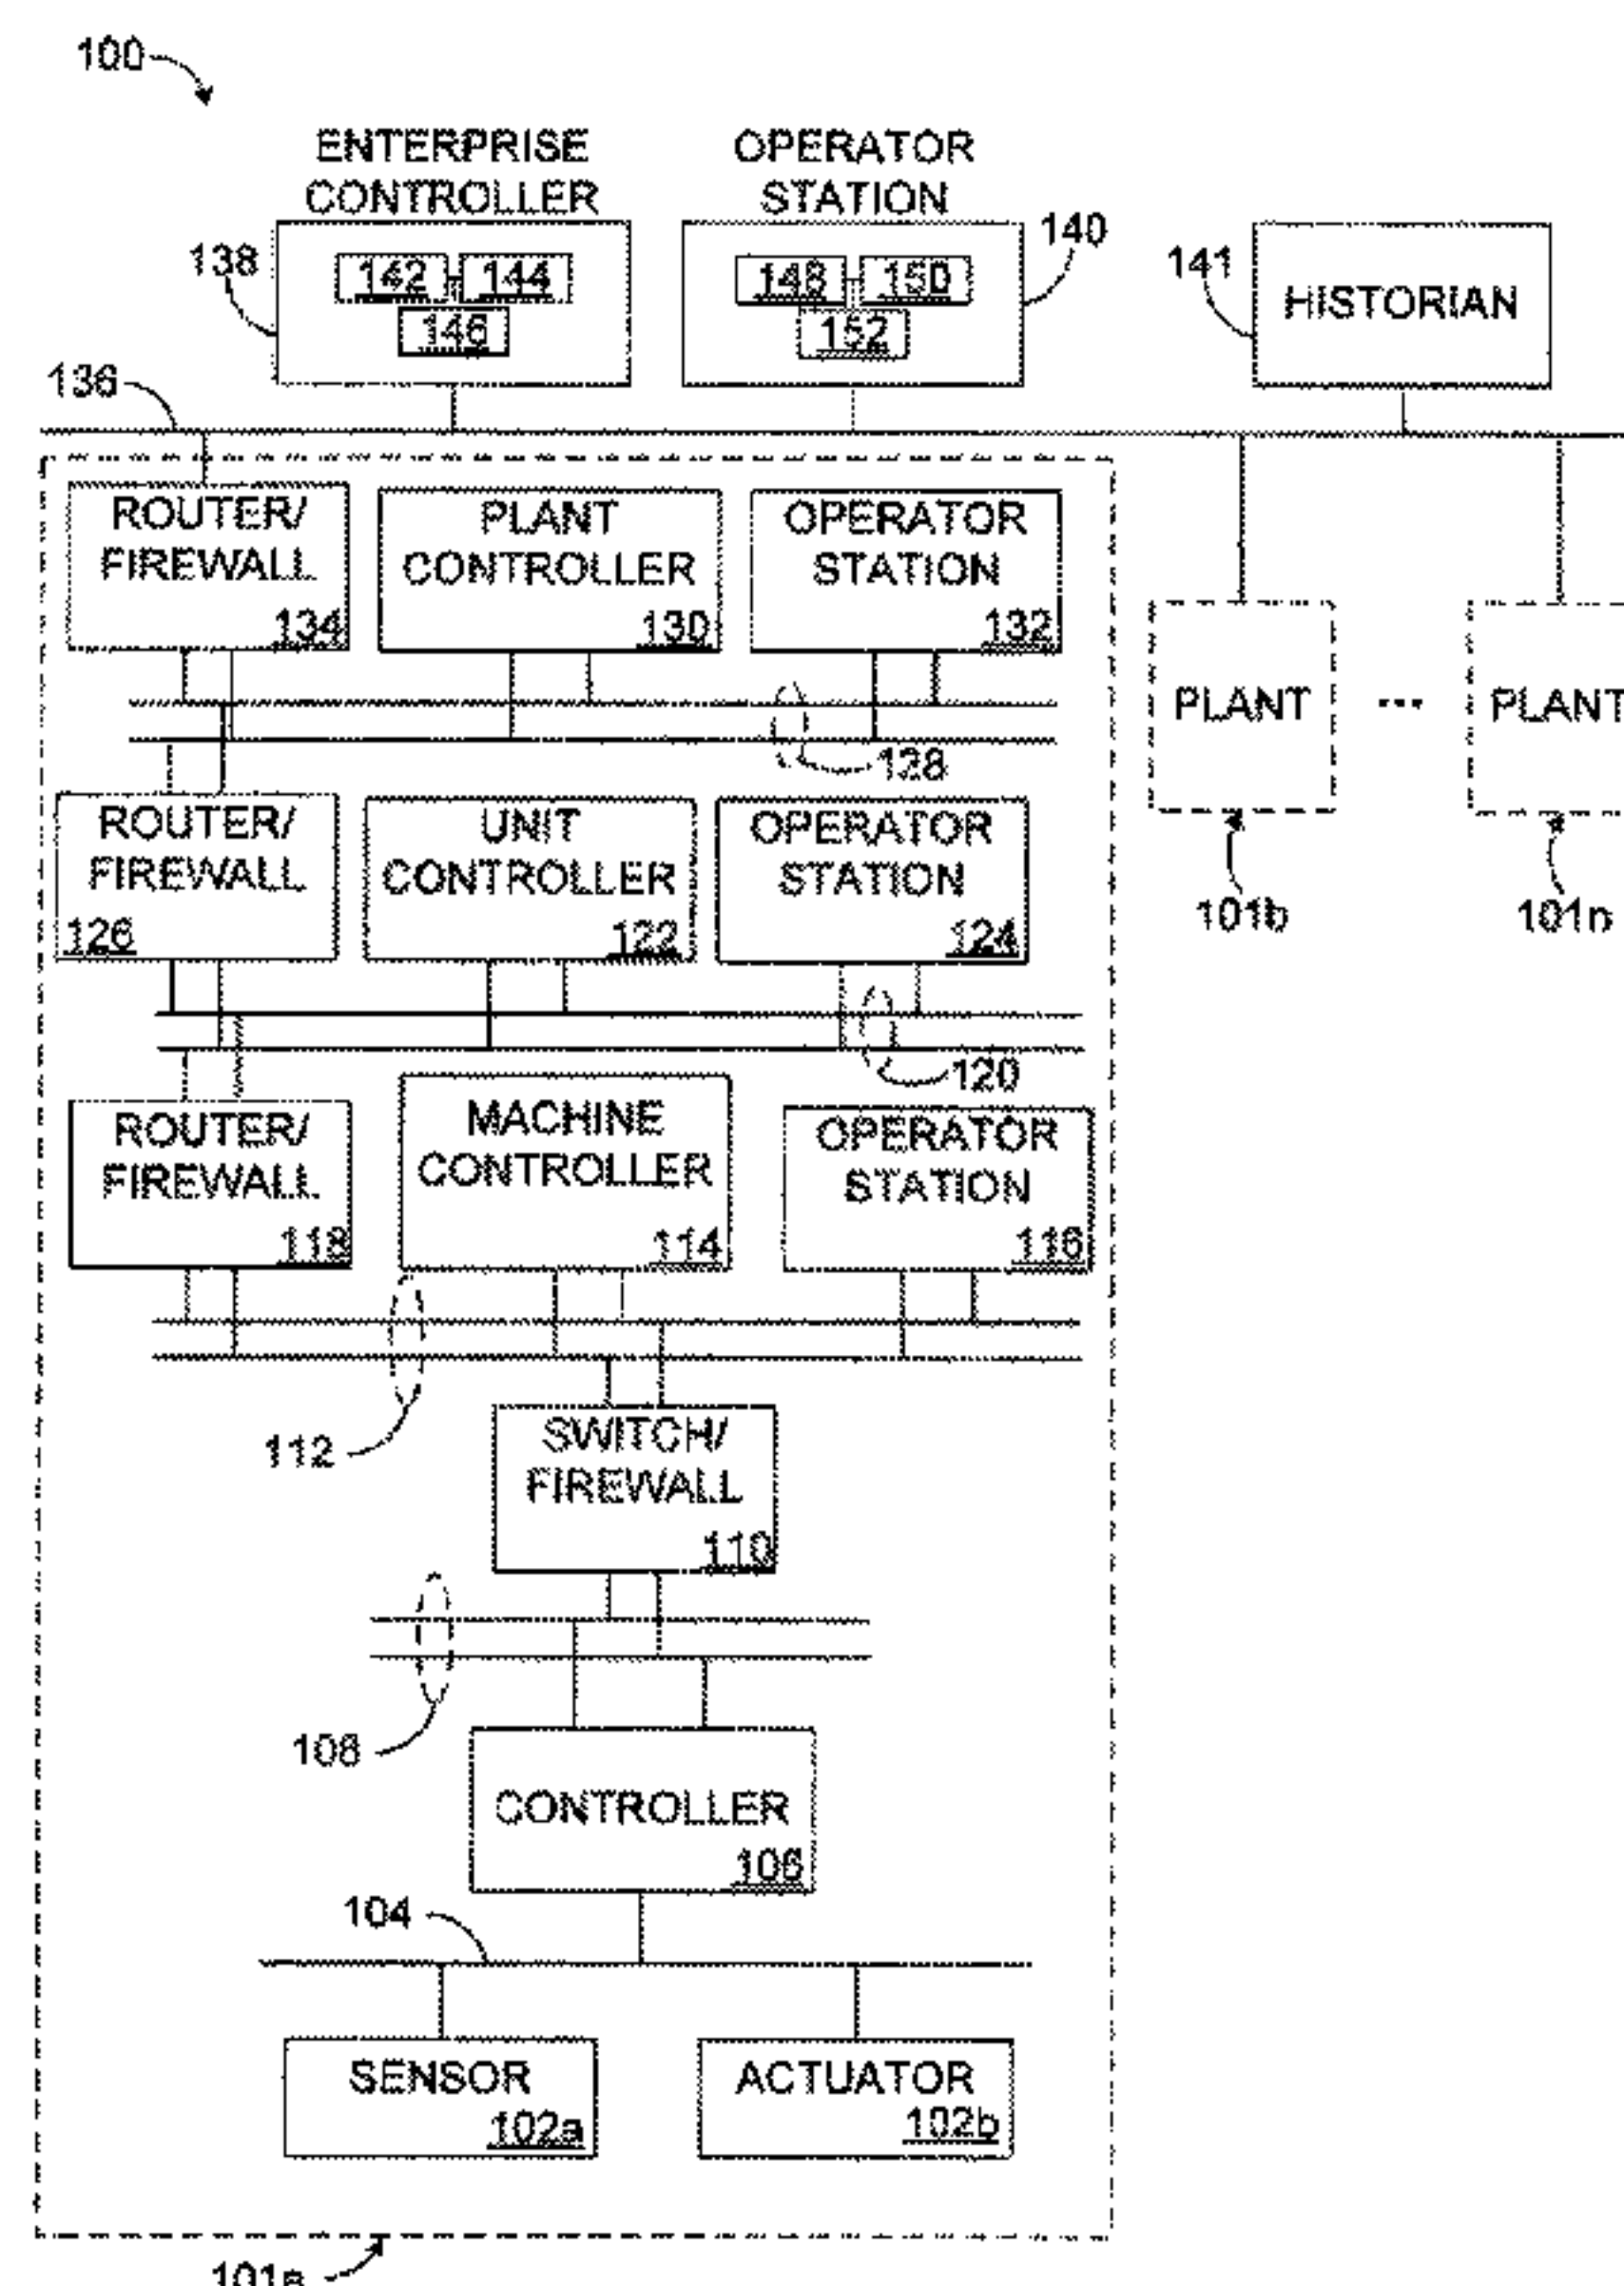 100
ENTERPRISE
CONTROLLER
OPERATOR
STATION
138
142
144
146
148
150
152
140
141
HISTORIAN
136
ROUTER/
FIREWALL
134
PLANT
CONTROLLER
130
OPERATOR
STATION
132
128
PLANT
...
PLANT
101b
101n
ROUTER/
FIREWALL
126
UNIT
CONTROLLER
122
OPERATOR
STATION
124
120
ROUTER/
FIREWALL
118
MACHINE
CONTROLLER
114
OPERATOR
STATION
116
112
SWITCH/
FIREWALL
110
108
CONTROLLER
106
104
SENSOR
102a
ACTUATOR
102b
101a